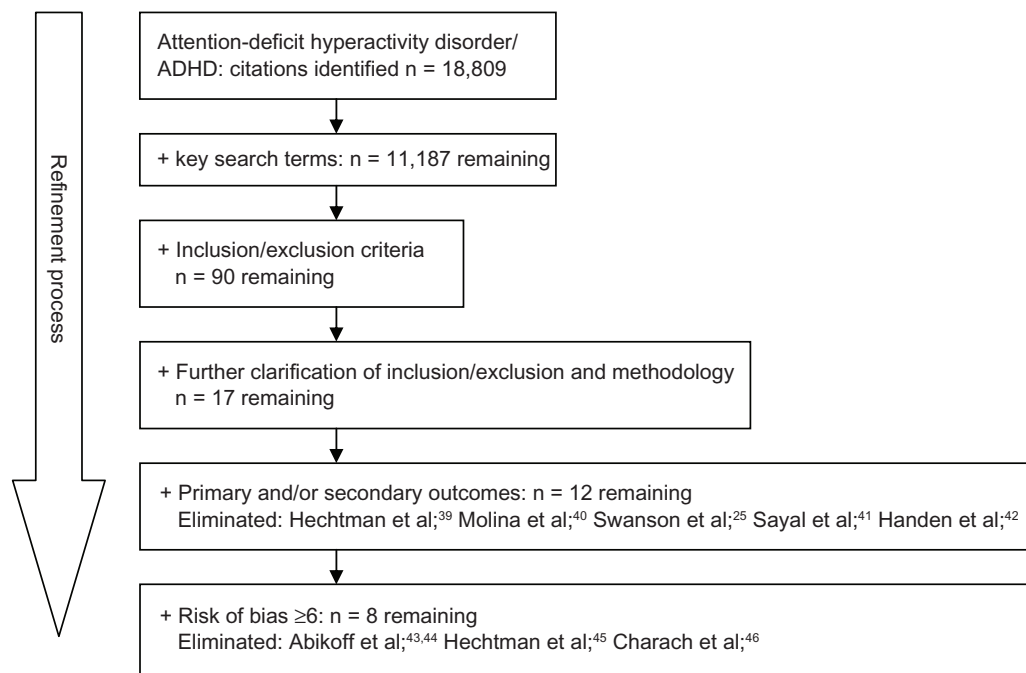 Refinement process
Attention-deficit hyperactivity disorder/
ADHD: citations identified n = 18,809
+ key search terms: n = 11,187 remaining
+ Inclusion/exclusion criteria
n = 90 remaining
+ Further clarification of inclusion/exclusion and methodology
n = 17 remaining
+ Primary and/or secondary outcomes: n = 12 remaining
Eliminated: Hechtman et al;³⁹ Molina et al;⁴⁰ Swanson et al;²⁵ Sayal et al;⁴¹ Handen et al;⁴²
+ Risk of bias ≥6: n = 8 remaining
Eliminated: Abikoff et al;⁴³,⁴⁴ Hechtman et al;⁴⁵ Charach et al;⁴⁶